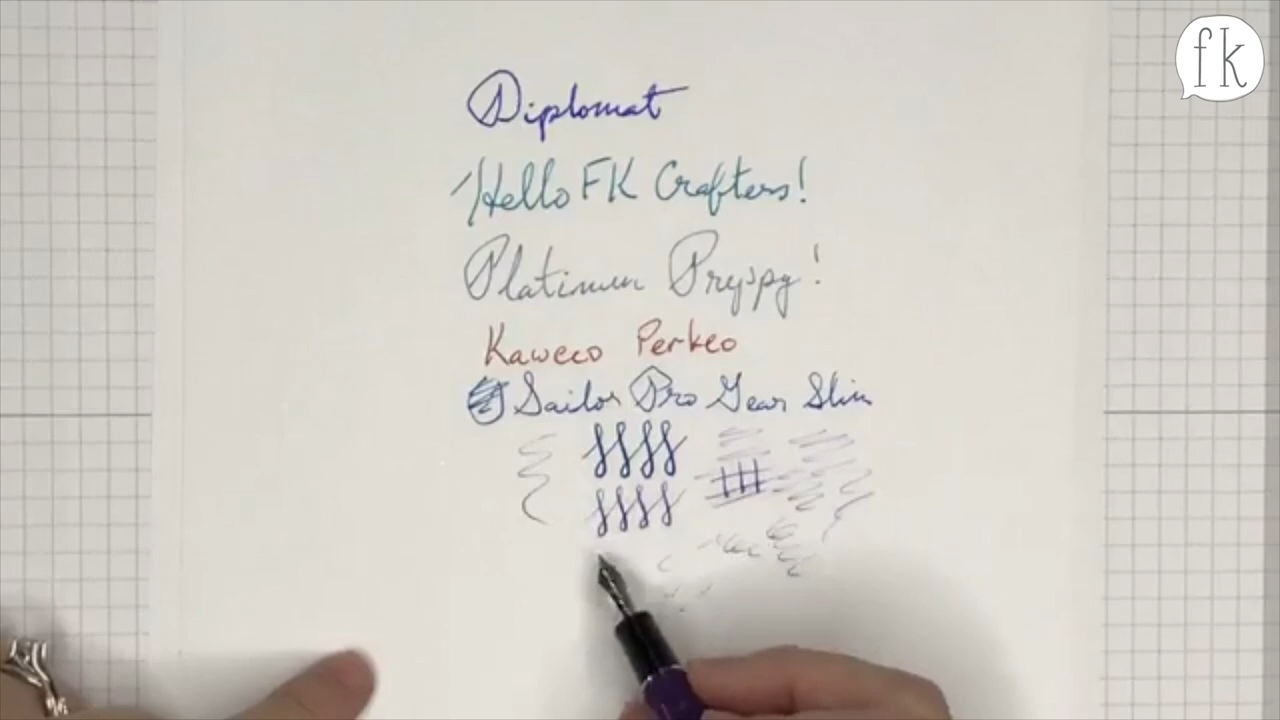 fk
Diplomat
Hello FK Crafters!
Platinum Preppy!
Kaweco Perkeo
Sailor Pro Gear Slim